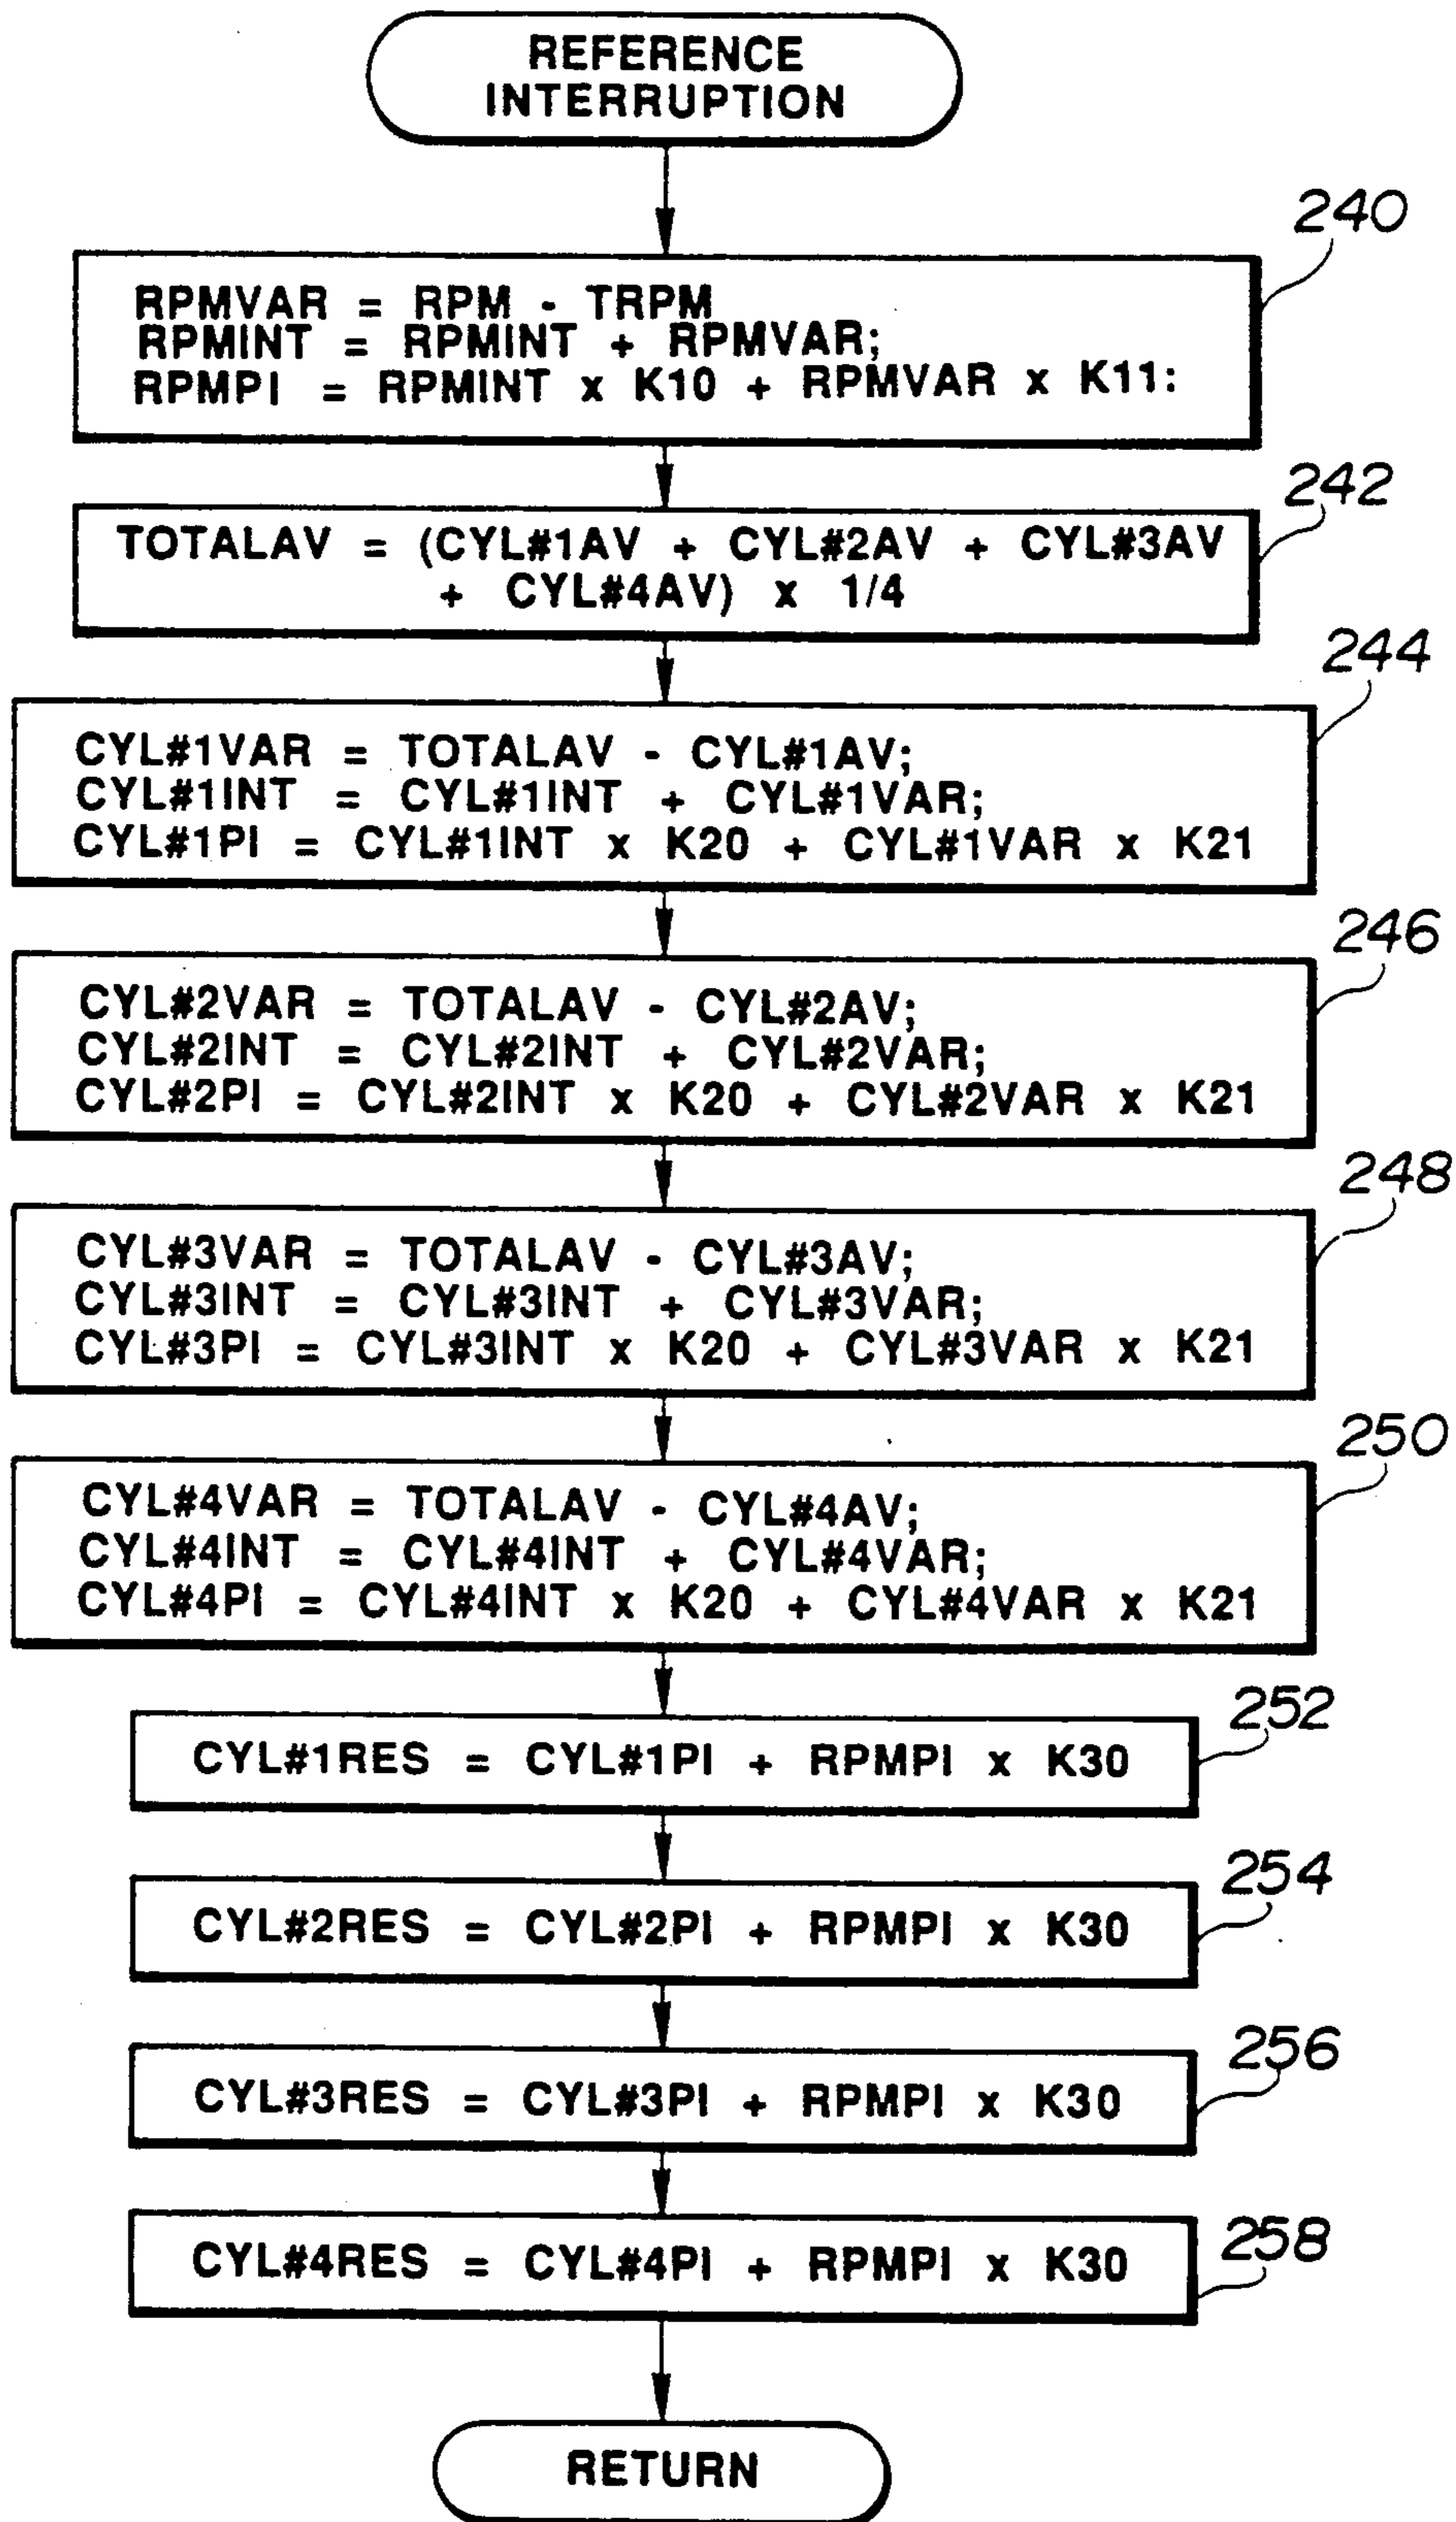 REFERENCE
INTERRUPTION
240
RPMVAR = RPM - TRPM
RPMINT = RPMINT + RPMVAR;
RPMPI = RPMINT x K10 + RPMVAR x K11:
242
TOTALAV = (CYL#1AV + CYL#2AV + CYL#3AV
+ CYL#4AV) x 1/4
244
CYL#1VAR = TOTALAV - CYL#1AV;
CYL#1INT = CYL#1INT + CYL#1VAR;
CYL#1PI = CYL#1INT x K20 + CYL#1VAR x K21
246
CYL#2VAR = TOTALAV - CYL#2AV;
CYL#2INT = CYL#2INT + CYL#2VAR;
CYL#2PI = CYL#2INT x K20 + CYL#2VAR x K21
248
CYL#3VAR = TOTALAV - CYL#3AV;
CYL#3INT = CYL#3INT + CYL#3VAR;
CYL#3PI = CYL#3INT x K20 + CYL#3VAR x K21
250
CYL#4VAR = TOTALAV - CYL#4AV;
CYL#4INT = CYL#4INT + CYL#4VAR;
CYL#4PI = CYL#4INT x K20 + CYL#4VAR x K21
252
CYL#1RES = CYL#1PI + RPMPI x K30
254
CYL#2RES = CYL#2PI + RPMPI x K30
256
CYL#3RES = CYL#3PI + RPMPI x K30
258
CYL#4RES = CYL#4PI + RPMPI x K30
RETURN